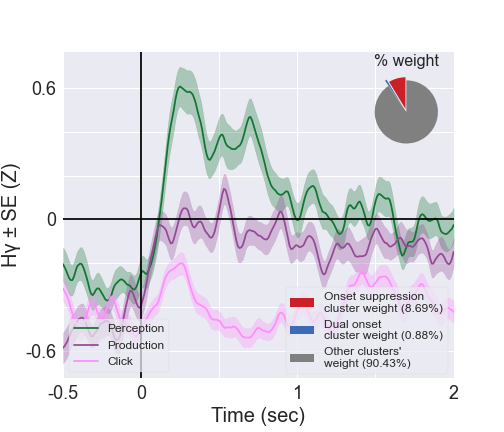 % weight
0.6
0
-0.6
Hγ ± SE (Z)
Perception
Production
Click
Onset suppression
cluster weight (8.69%)
Dual onset
cluster weight (0.88%)
Other clusters'
weight (90.43%)
-0.5
0
1
2
Time (sec)